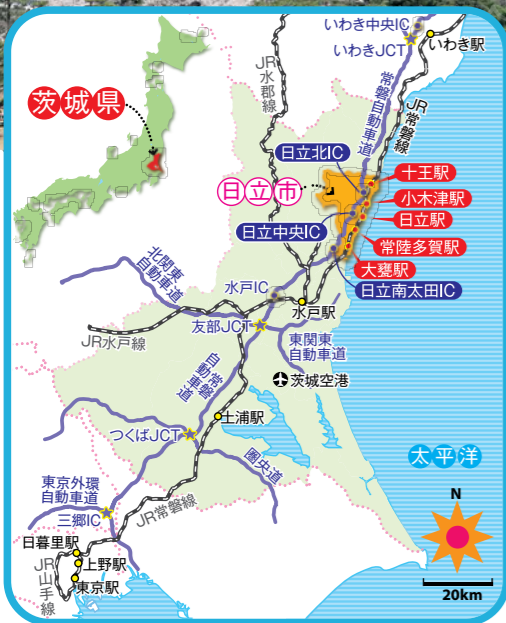 いわき中央IC
いわきJCT
いわき駅
JR
水郡線
常磐自動車道
JR常磐線
茨城県
日立北IC
十王駅
日立市
小木津駅
日立駅
日立中央IC
常陸多賀駅
大甕駅
日立南太田IC
北関東
自動車道
水戸IC
水戸駅
友部JCT
JR水戸線
東関東
自動車道
常磐
自動車道
茨城空港
土浦駅
つくばJCT
圏央道
太平洋
東京外環
自動車道
三郷IC
JR常磐線
N
日暮里駅
上野駅
JR
山手線
東京駅
20km